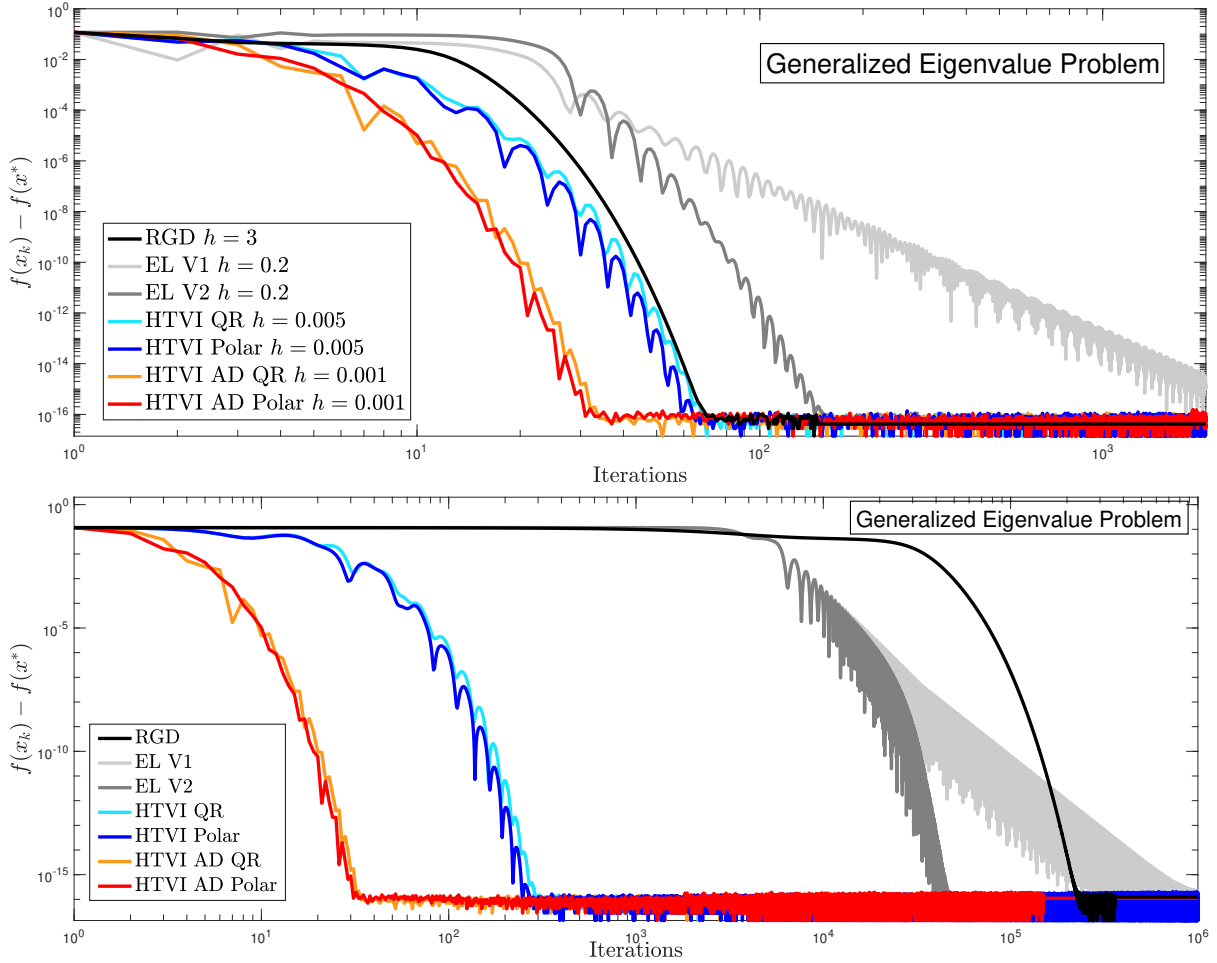 10^0
10^-2
10^-4
10^-6
10^-8
10^-10
10^-12
10^-14
10^-16
f(x_k) − f(x^*)
Generalized Eigenvalue Problem
RGD h = 3
EL V1 h = 0.2
EL V2 h = 0.2
HTVI QR h = 0.005
HTVI Polar h = 0.005
HTVI AD QR h = 0.001
HTVI AD Polar h = 0.001
10^0 10^1 10^2 10^3
Iterations
10^0
10^-5
10^-10
10^-15
f(x_k) − f(x^*)
Generalized Eigenvalue Problem
RGD
EL V1
EL V2
HTVI QR
HTVI Polar
HTVI AD QR
HTVI AD Polar
10^0 10^1 10^2 10^3 10^4 10^5 10^6
Iterations